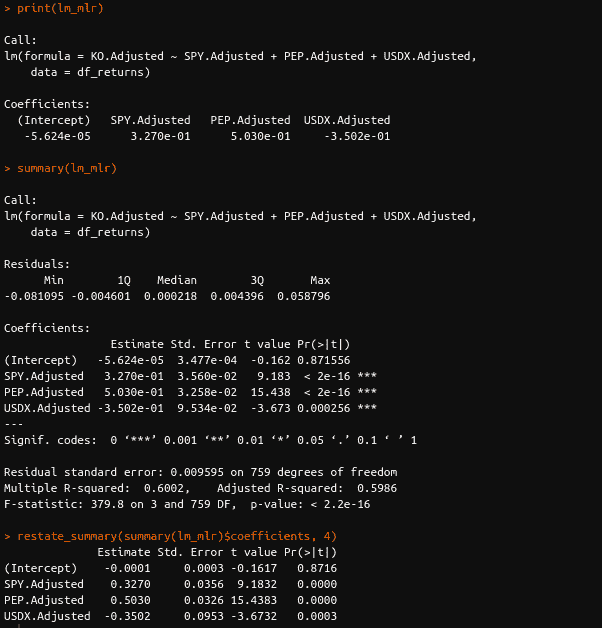 > print(lm_mlr)

Call:
lm(formula = KO.Adjusted ~ SPY.Adjusted + PEP.Adjusted + USDX.Adjusted,
    data = df_returns)

Coefficients:
  (Intercept)   SPY.Adjusted   PEP.Adjusted  USDX.Adjusted
   -5.624e-05      3.270e-01      5.030e-01     -3.502e-01

> summary(lm_mlr)

Call:
lm(formula = KO.Adjusted ~ SPY.Adjusted + PEP.Adjusted + USDX.Adjusted,
    data = df_returns)

Residuals:
      Min        1Q    Median        3Q       Max
-0.081095 -0.004601  0.000218  0.004396  0.058796

Coefficients:
                Estimate Std. Error t value Pr(>|t|)
(Intercept)   -5.624e-05  3.477e-04  -0.162 0.871556
SPY.Adjusted   3.270e-01  3.560e-02   9.183  < 2e-16 ***
PEP.Adjusted   5.030e-01  3.258e-02  15.438  < 2e-16 ***
USDX.Adjusted -3.502e-01  9.534e-02  -3.673 0.000256 ***
---
Signif. codes:  0 ‘***’ 0.001 ‘**’ 0.01 ‘*’ 0.05 ‘.’ 0.1 ‘ ’ 1

Residual standard error: 0.009595 on 759 degrees of freedom
Multiple R-squared:  0.6002,	Adjusted R-squared:  0.5986
F-statistic: 379.8 on 3 and 759 DF,  p-value: < 2.2e-16

> restate_summary(summary(lm_mlr)$coefficients, 4)
              Estimate Std. Error t value Pr(>|t|)
(Intercept)    -0.0001     0.0003 -0.1617   0.8716
SPY.Adjusted    0.3270     0.0356  9.1832   0.0000
PEP.Adjusted    0.5030     0.0326 15.4383   0.0000
USDX.Adjusted  -0.3502     0.0953 -3.6732   0.0003